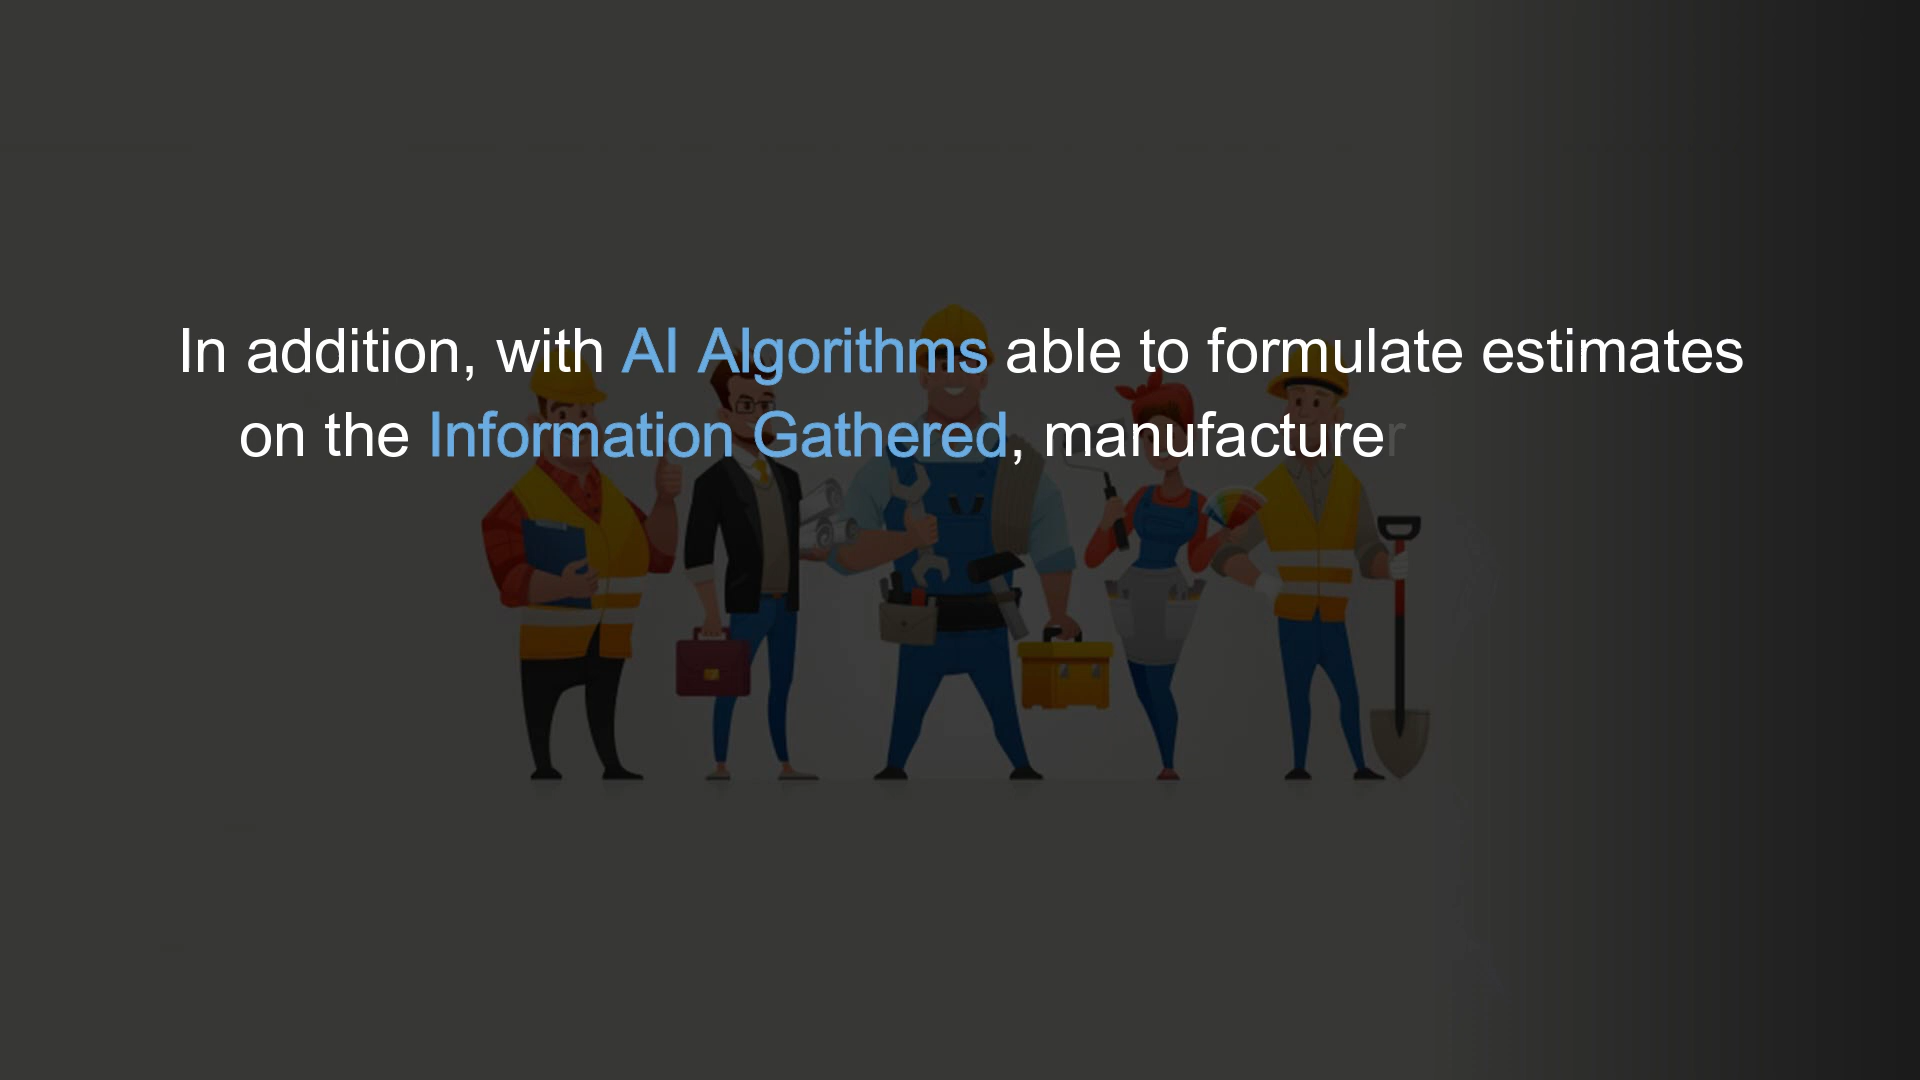 In addition, with AI Algorithms able to formulate estimates
on the Information Gathered, manufacturer